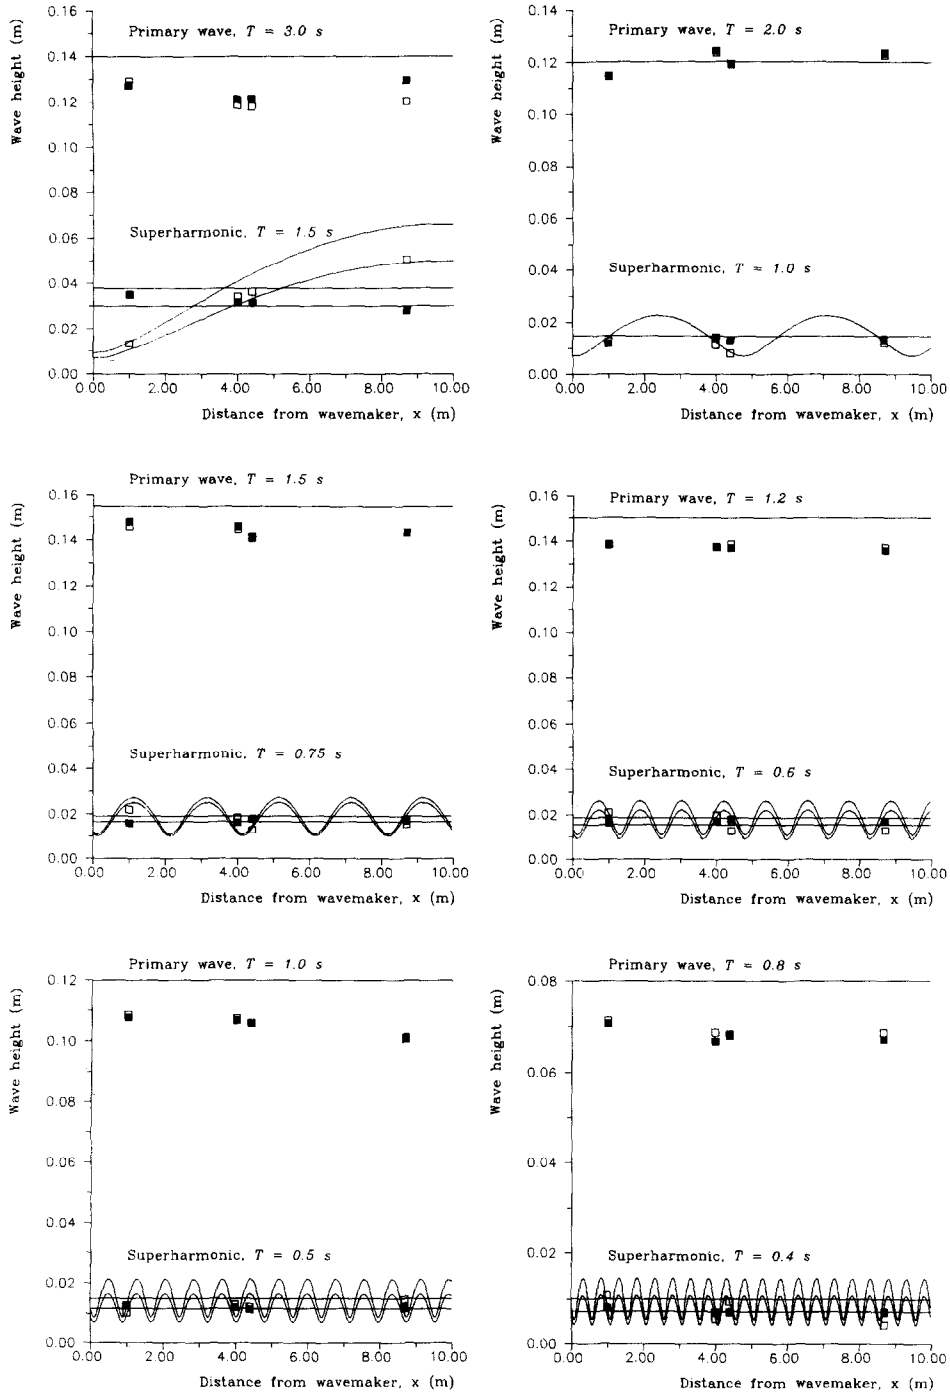 Primary wave, T = 3.0 s
Wave height (m)
0.16
0.14
0.12
0.10
0.08
0.06
0.04
0.02
0.00
Superharmonic, T = 1.5 s
0.00 2.00 4.00 6.00 8.00 10.00
Distance from wavemaker, x (m)
Primary wave, T = 2.0 s
Wave height (m)
0.14
0.12
0.10
0.08
0.06
0.04
0.02
0.00
Superharmonic, T = 1.0 s
0.00 2.00 4.00 6.00 8.00 10.00
Distance from wavemaker, x (m)
Primary wave, T = 1.5 s
Wave height (m)
0.16
0.14
0.12
0.10
0.08
0.06
0.04
0.02
0.00
Superharmonic, T = 0.75 s
0.00 2.00 4.00 6.00 8.00 10.00
Distance from wavemaker, x (m)
Primary wave, T = 1.2 s
Wave height (m)
0.16
0.14
0.12
0.10
0.08
0.06
0.04
0.02
0.00
Superharmonic, T = 0.6 s
0.00 2.00 4.00 6.00 8.00 10.00
Distance from wavemaker, x (m)
Primary wave, T = 1.0 s
Wave height (m)
0.12
0.10
0.08
0.06
0.04
0.02
0.00
Superharmonic, T = 0.5 s
0.00 2.00 4.00 6.00 8.00 10.00
Distance from wavemaker, x (m)
Primary wave, T = 0.8 s
Wave height (m)
0.08
0.06
0.04
0.02
0.00
Superharmonic, T = 0.4 s
0.00 2.00 4.00 6.00 8.00 10.00
Distance from wavemaker, x (m)